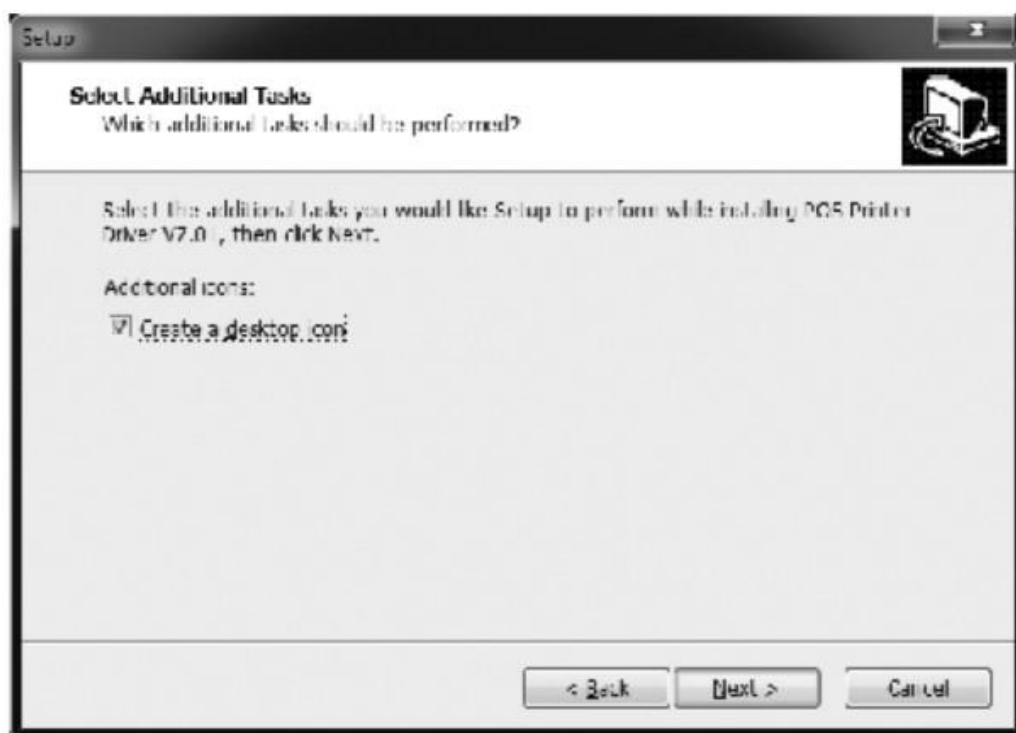 Setup
Select Additional Tasks
Which additional tasks should be performed?
Select the additional tasks you would like Setup to perform while installing POS Printer
Driver V7.01, then click Next.
Additional icons:
Create a desktop icon
< Back
Next >
Cancel